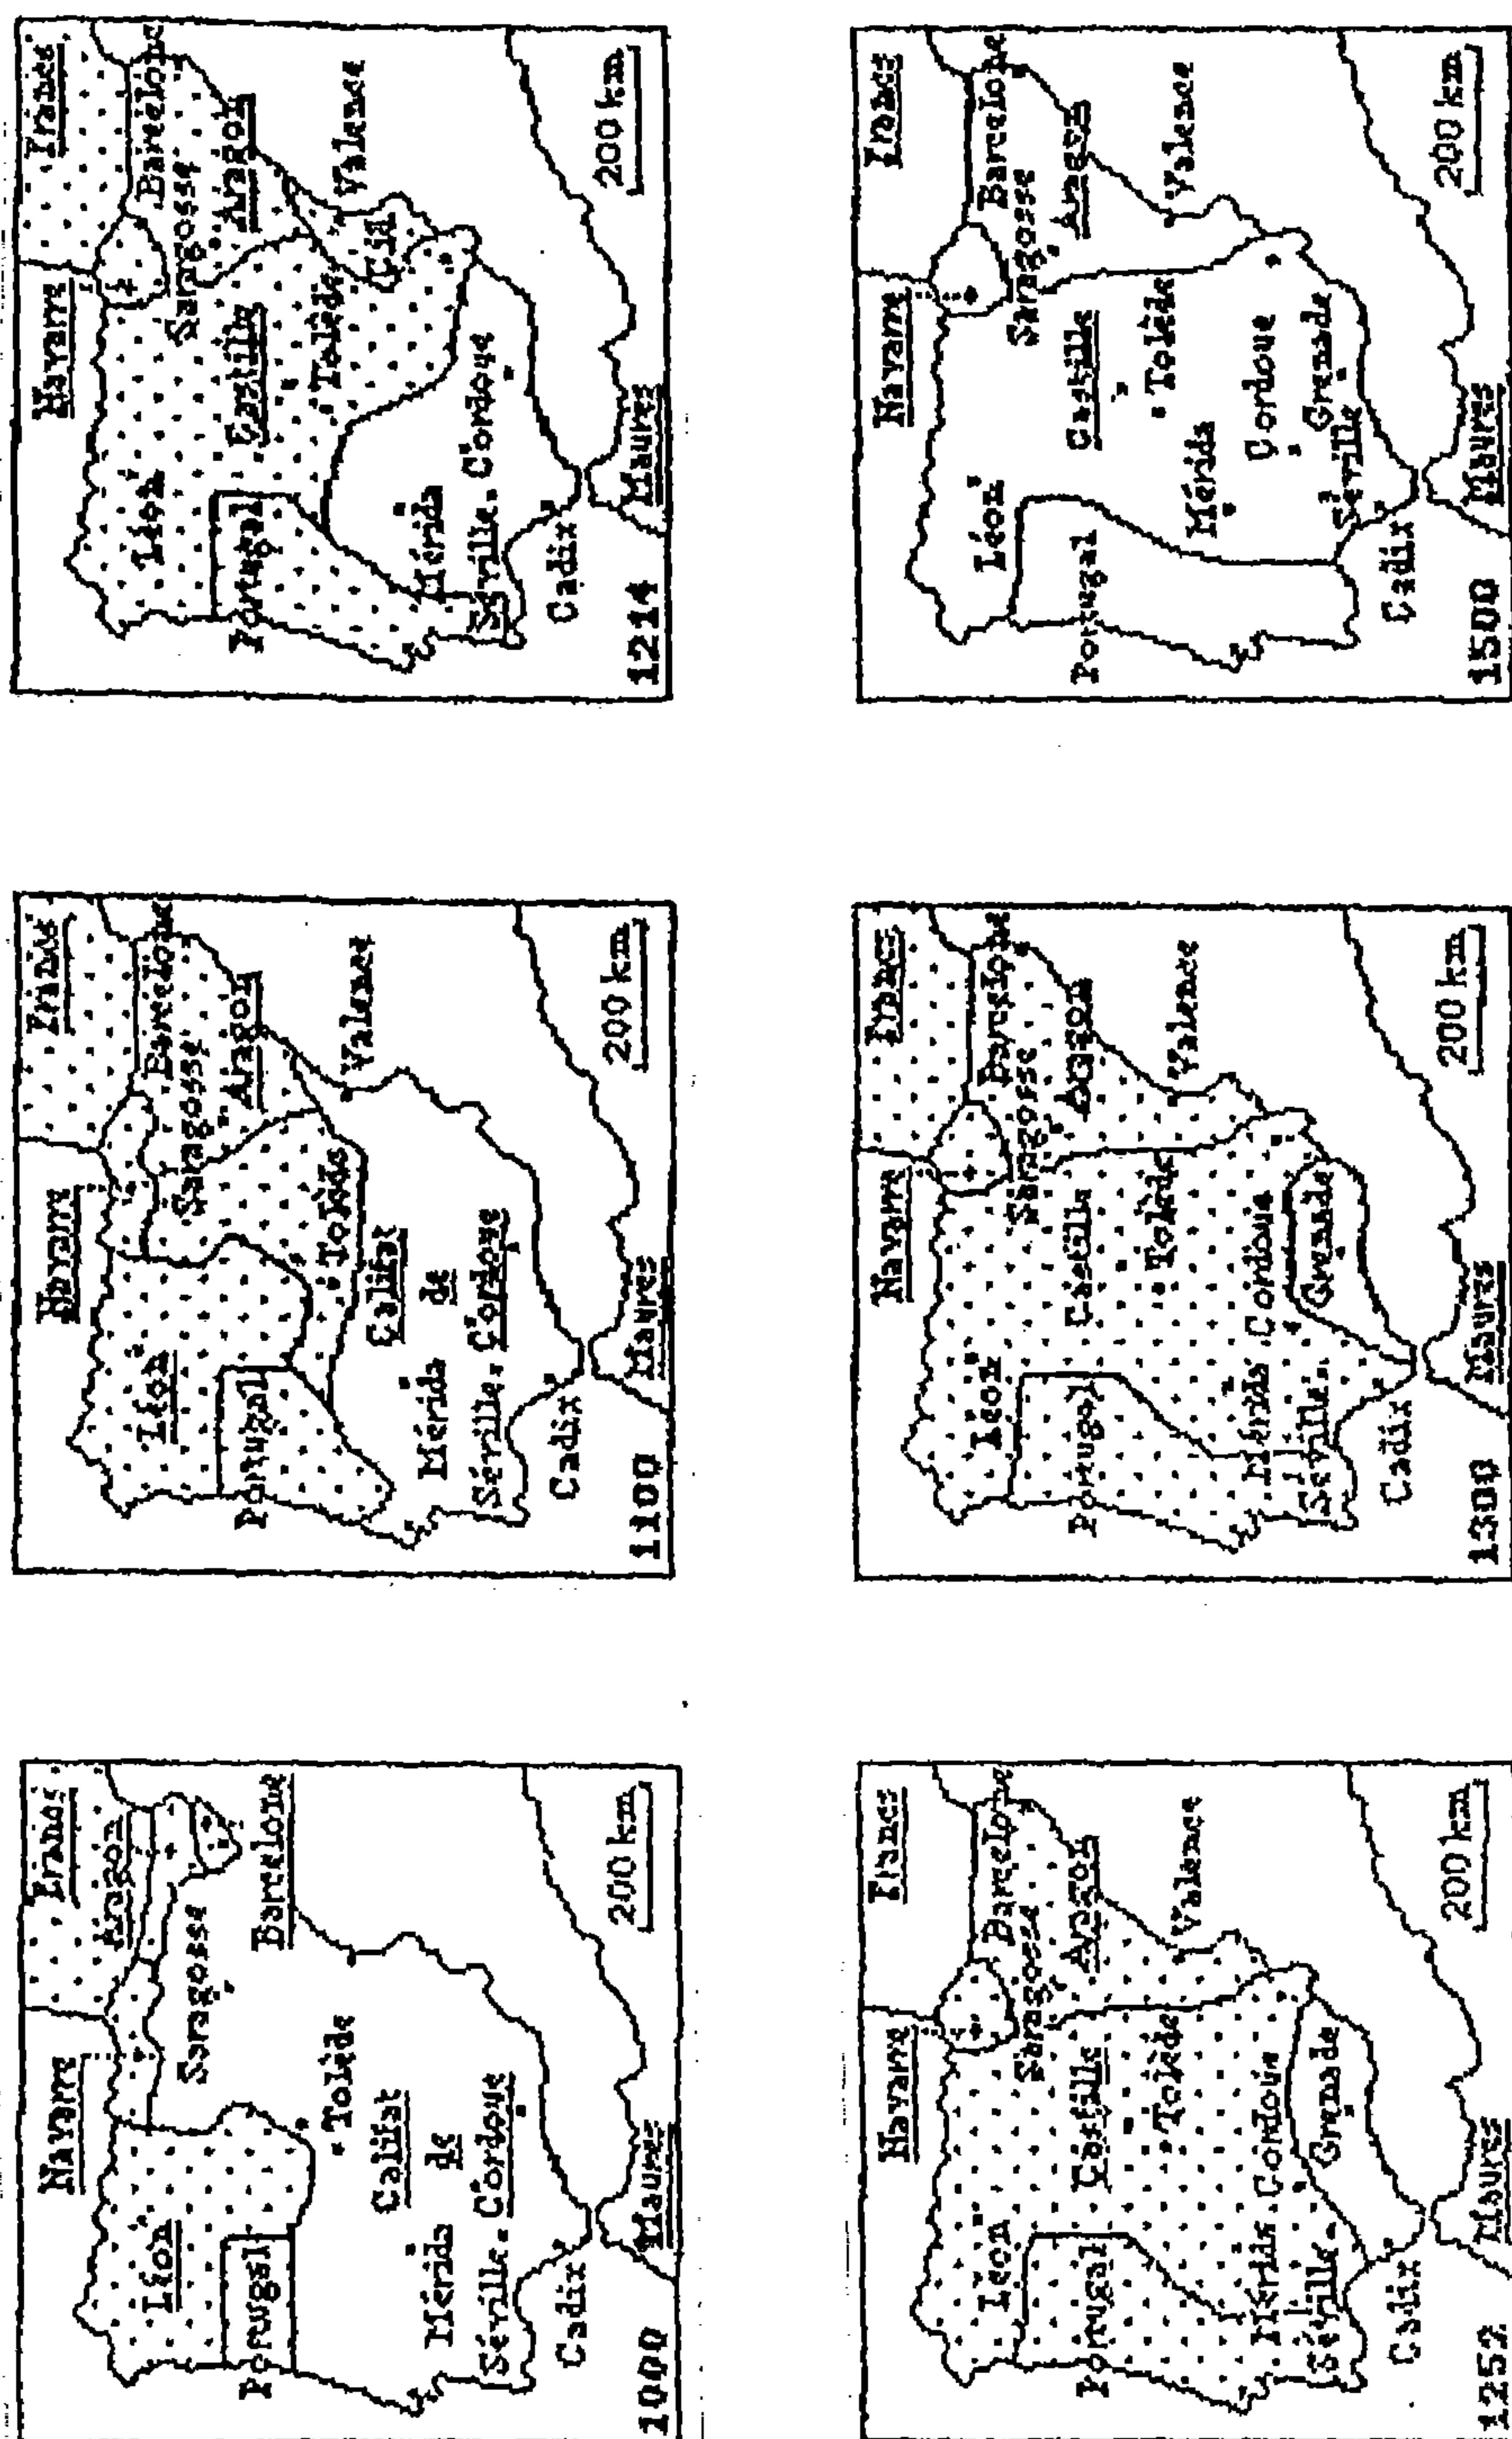 Navarre
France
Aragon
Léon
Saragosse
Portugal
Barcelone
Tolède
Califat
de
Mérida
Séville. Cordoue
Cadix
Maures
200 km
1000
Navarre
France
Léon
Barcelone
Saragosse
Portugal
Aragon
Tolède
Valence
Califat
de
Mérida
Séville. Cordoue
Cadix
Maures
200 km
1100
Navarre
France
Léon
Barcelone
Saragosse
Portugal
Castille
Aragon
Tolède
Valence
Cid
Mérida
Séville. Cordoue
Cadix
Maures
200 km
1214
Navarre
France
Léon
Barcelone
Saragosse
Portugal
Castille
Aragon
Tolède
Valence
Mérida
Cordoue
Séville.
Grenade
Cadix
Maures
200 km
1252
Navarre
France
Léon
Barcelone
Saragosse
Portugal
Castille
Aragon
Tolède
Valence
Mérida
Cordoue
Séville.
Grenade
Cadix
Maures
200 km
1300
Navarre
France
Léon
Barcelone
Saragosse
Portugal
Castille
Aragon
Tolède
Valence
Mérida
Cordoue
Grenade
Séville
Cadix
Maures
200 km
1500